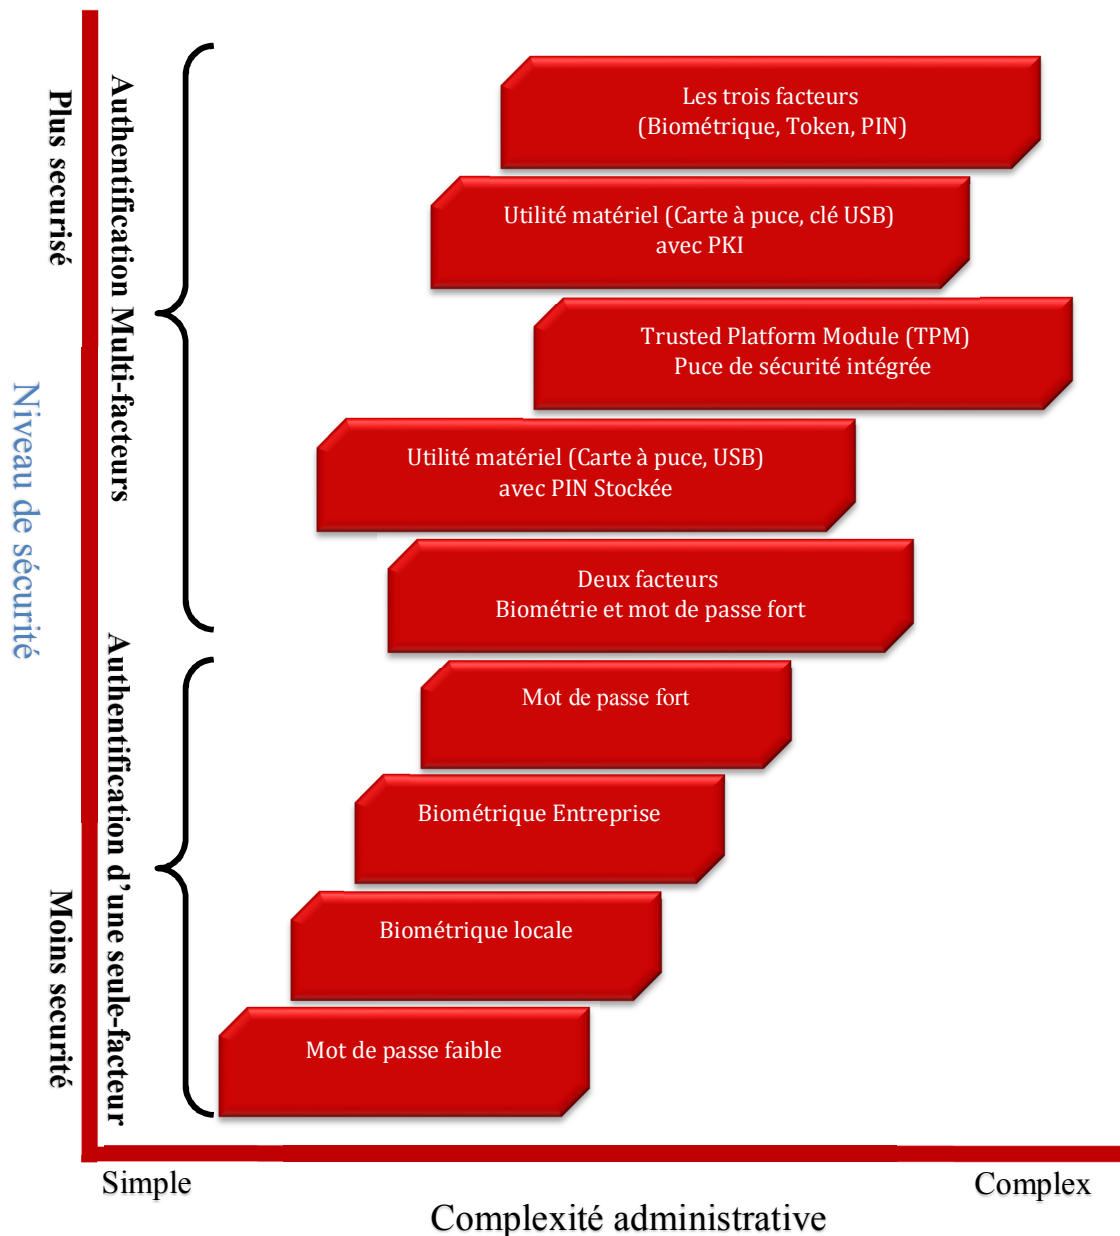 Niveau de sécurité
Plus securisé
Moins securité
Authentification Multi-facteurs
Authentification d'une seule-facteur
Les trois facteurs
(Biométrique, Token, PIN)
Utilité matériel (Carte à puce, clé USB)
avec PKI
Trusted Platform Module (TPM)
Puce de sécurité intégrée
Utilité matériel (Carte à puce, USB)
avec PIN Stockée
Deux facteurs
Biométrie et mot de passe fort
Mot de passe fort
Biométrique Entreprise
Biométrique locale
Mot de passe faible
Simple
Complex
Complexité administrative